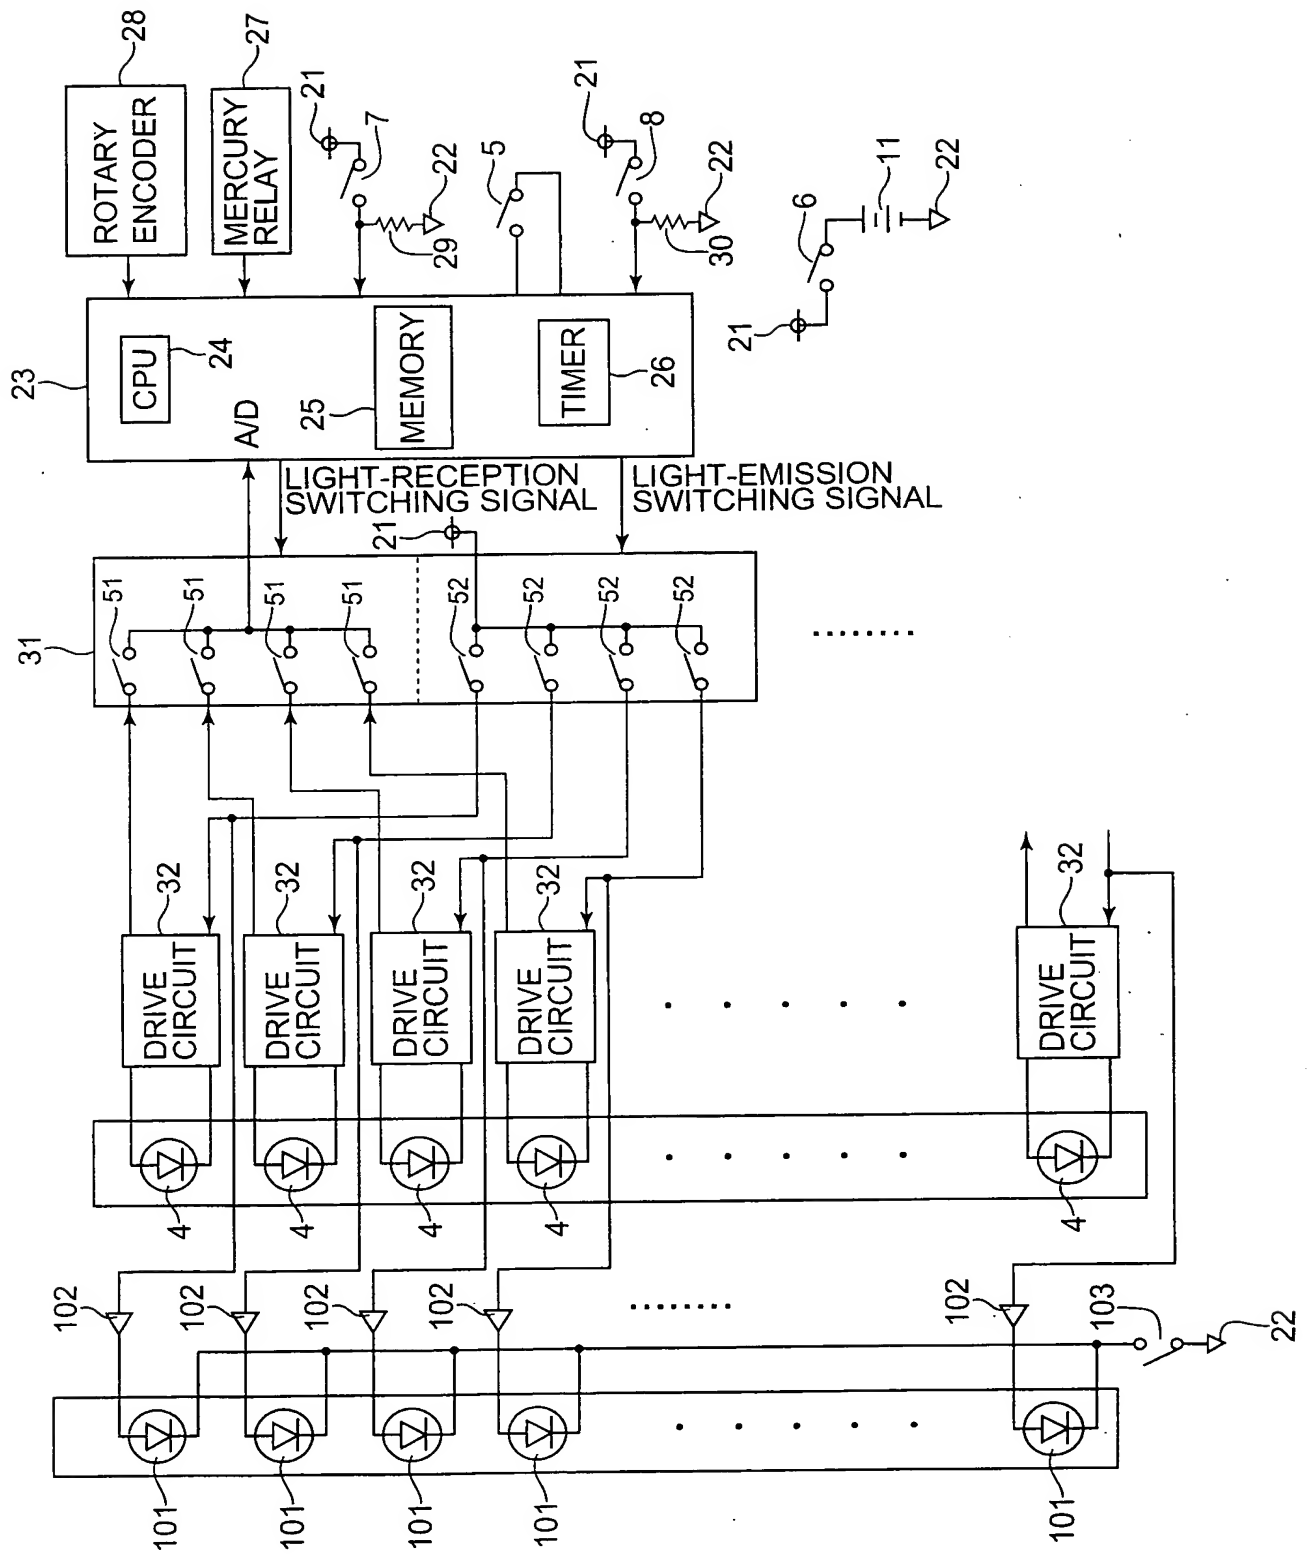 28
ROTARY
ENCODER
27
MERCURY
RELAY
21
7
29
22
5
21
8
30
22
6
11
22
21
23
CPU
24
A/D
25
MEMORY
TIMER
26
LIGHT-RECEPTION
SWITCHING SIGNAL
LIGHT-EMISSION
SWITCHING SIGNAL
21
31
51
51
51
51
52
52
52
52
32
DRIVE
CIRCUIT
32
DRIVE
CIRCUIT
32
DRIVE
CIRCUIT
32
DRIVE
CIRCUIT
32
DRIVE
CIRCUIT
4
4
4
4
4
102
102
102
102
102
103
22
101
101
101
101
101